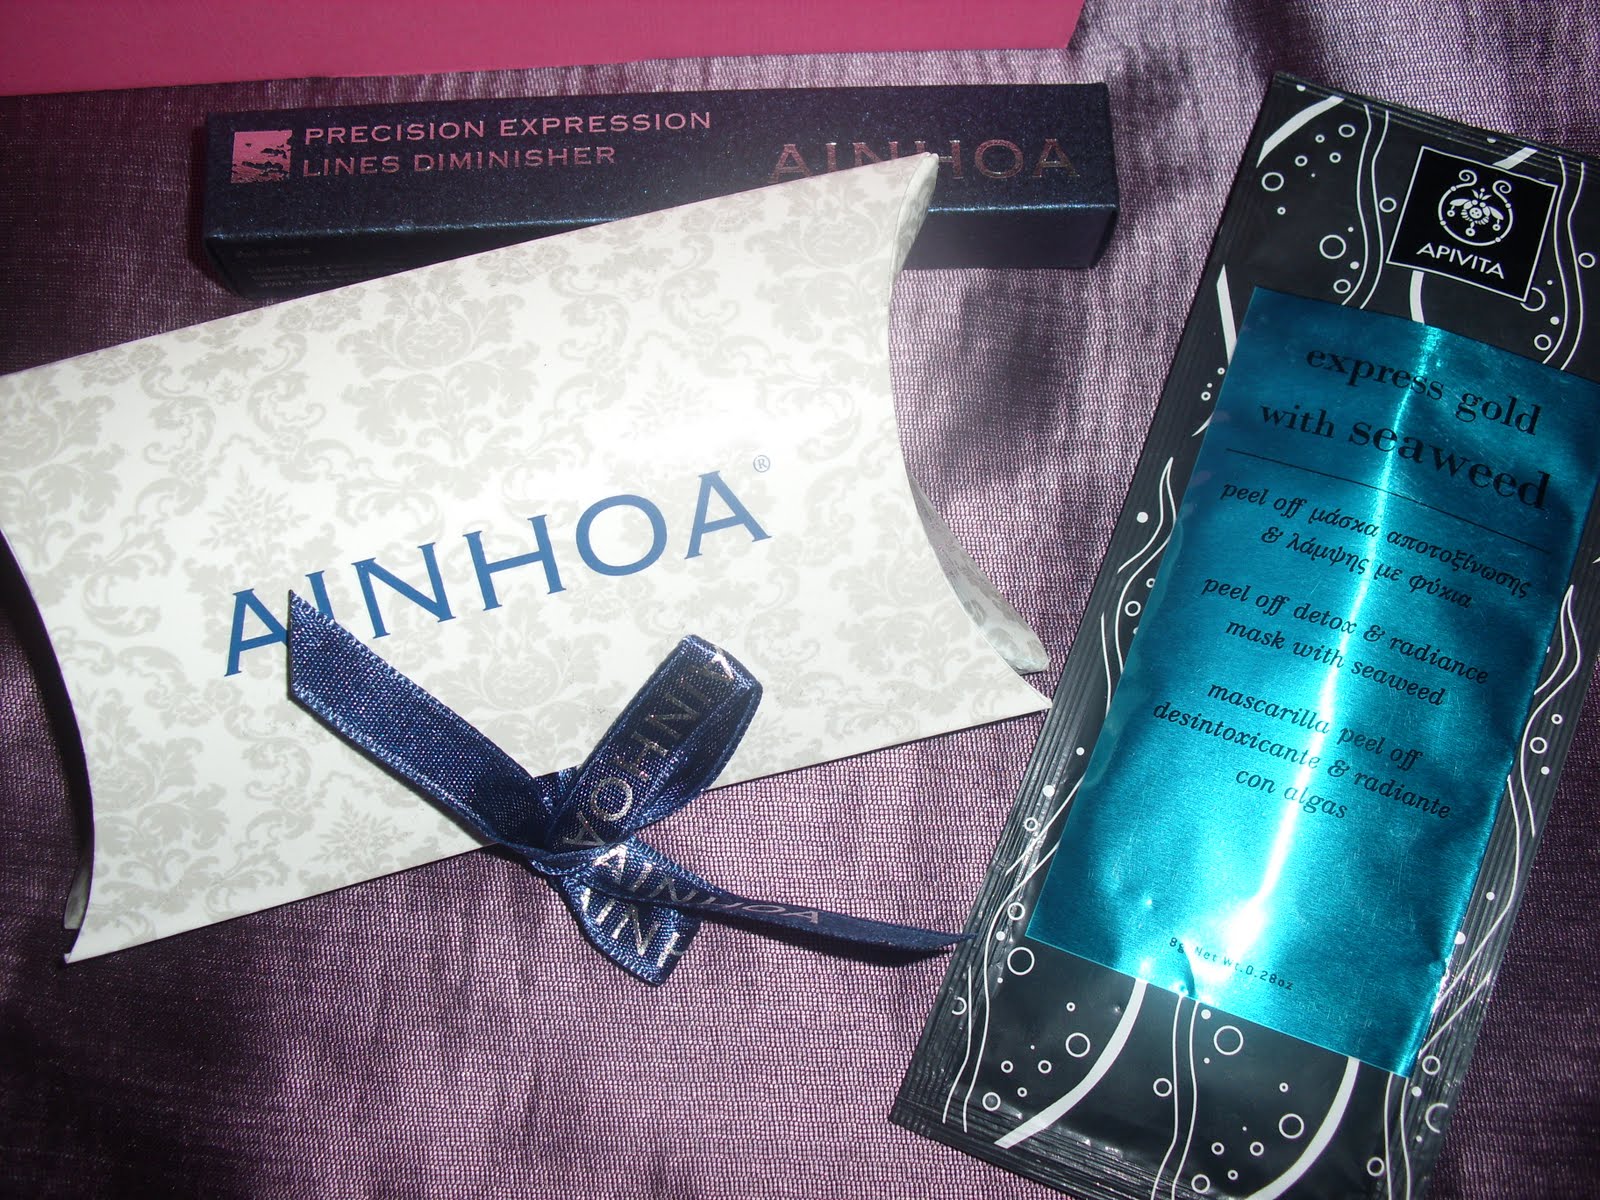 PRECISION EXPRESSION
LINES DIMINISHER
AINHOA
AINHOA®
AINHOA
AINHOA
AIN
APIVITA
express gold
with seaweed
peel off μάσκα αποτοξίνωσης
& λάμψης με φύκια
peel off detox & radiance
mask with seaweed
mascarilla peel off
desintoxicante & radiante
con algas
8g Net Wt.0.28oz